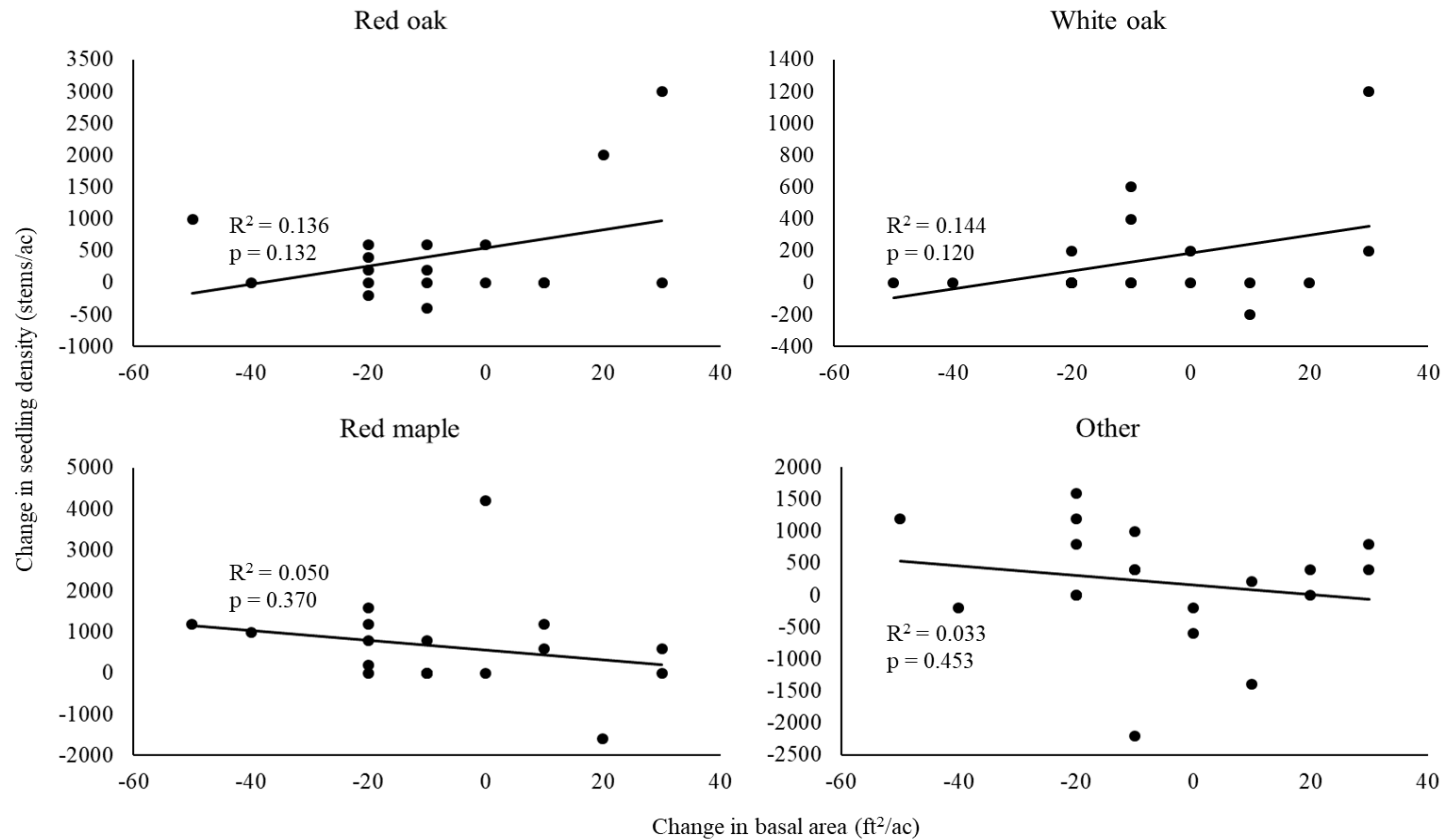 Red oak
3500
3000
2500
2000
1500
1000
500
0
-500
-1000
R² = 0.136
p = 0.132
-60 -40 -20 0 20 40
White oak
1400
1200
1000
800
600
400
200
0
-200
-400
R² = 0.144
p = 0.120
-60 -40 -20 0 20 40
Change in seedling density (stems/ac)
Red maple
5000
4000
3000
2000
1000
0
-1000
-2000
R² = 0.050
p = 0.370
-60 -40 -20 0 20 40
Other
2000
1500
1000
500
0
-500
-1000
-1500
-2000
-2500
R² = 0.033
p = 0.453
-60 -40 -20 0 20 40
Change in basal area (ft²/ac)